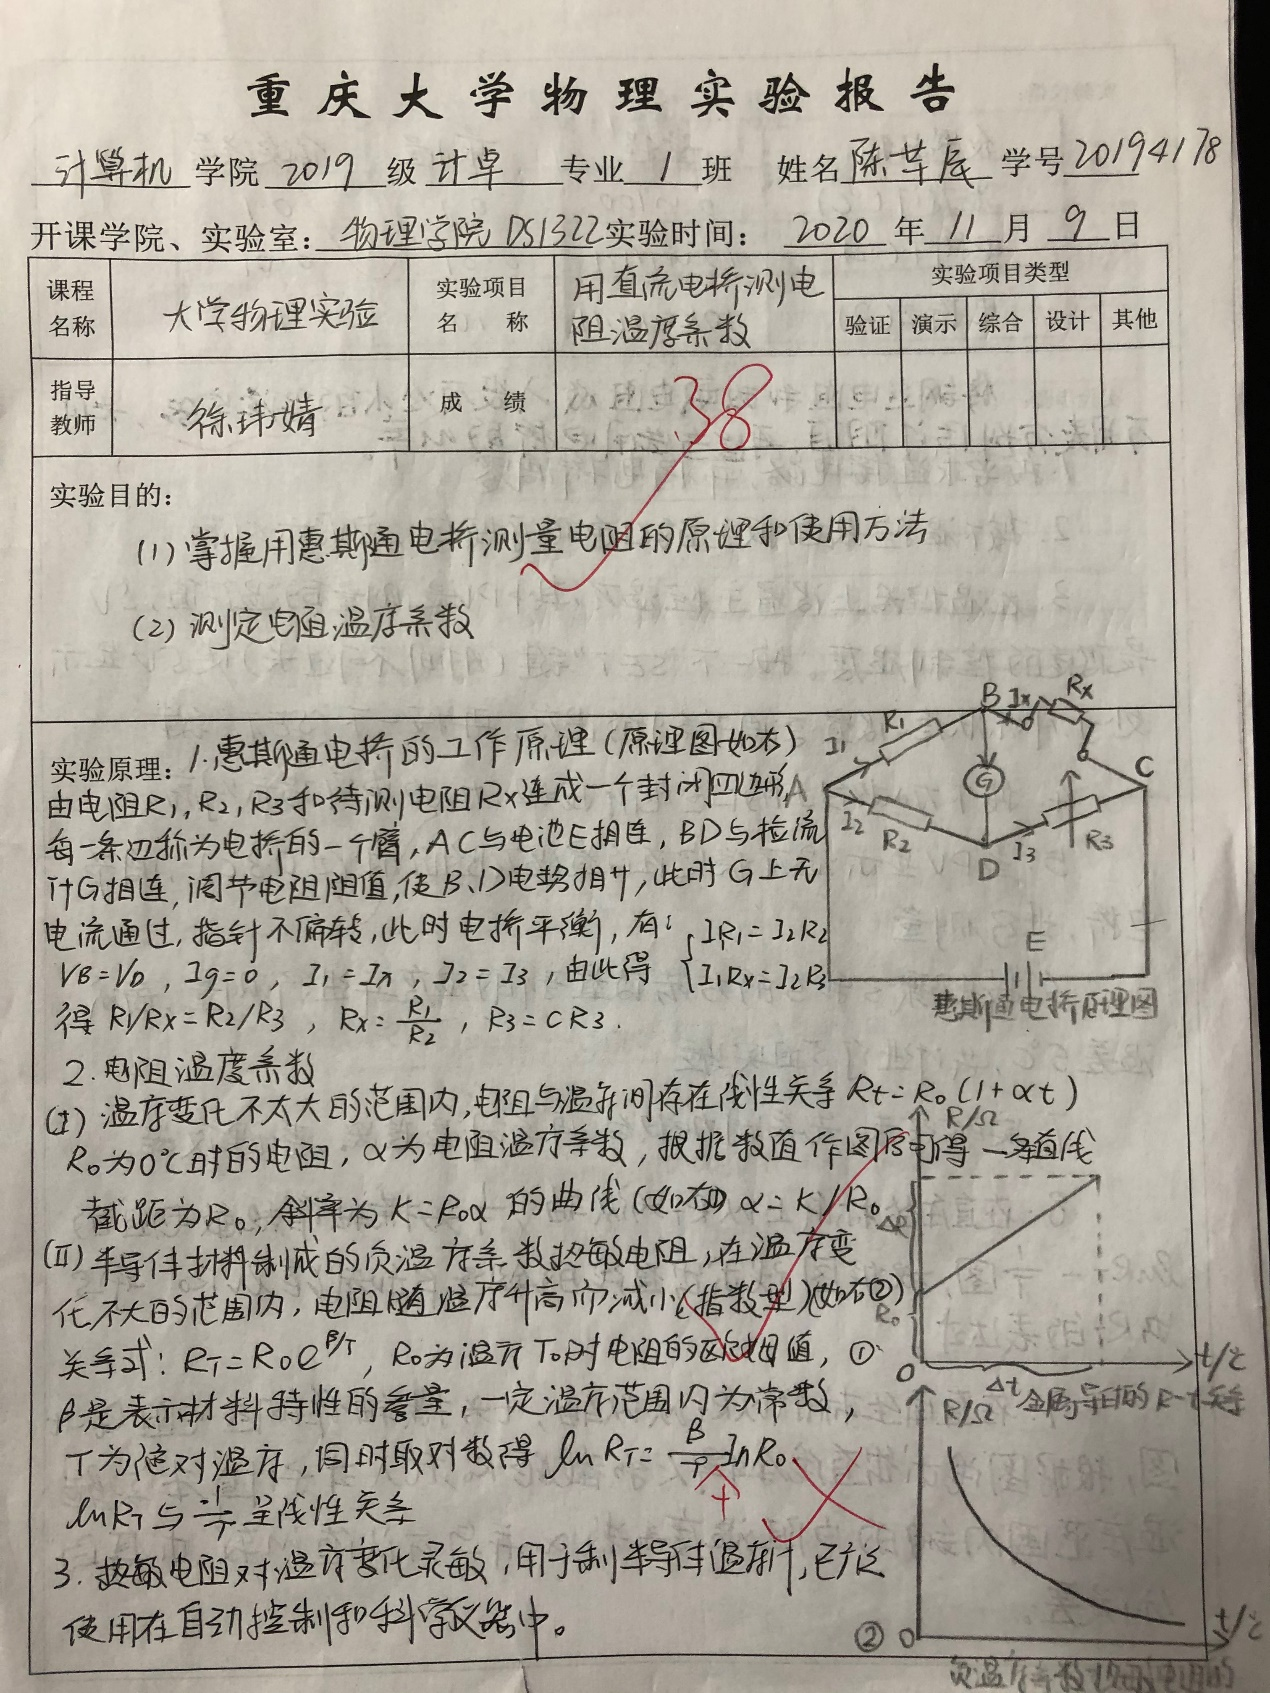 重庆大学物理实验报告
计算机 学院 2019 级 计卓 专业 1 班 姓名 陈苹辰 学号 20194178
开课学院、实验室: 物理学院 DS1322 实验时间: 2020 年 11 月 9 日
课程名称 大学物理实验 实验项目名称 用直流电桥测电阻温度系数 实验项目类型
验证 演示 综合 设计 其他
指导教师 徐玮婧 成绩 38
实验目的:
(1) 掌握用惠斯通电桥测量电阻的原理和使用方法
(2) 测定电阻温度系数
实验原理: 1.惠斯通电桥的工作原理(原理图如右)
由电阻R1,R2,R3和待测电阻Rx连成一个封闭四边形,
每一条边称为电桥的一个臂,AC与电池E相连,BD与检流
计G相连,调节电阻阻值,使B、D电势相等,此时G上无
电流通过,指针不偏转,此时电桥平衡,有:
VB=VD , Ig=0 , I1=Ix , I2=I3 ,由此得 { IR1=I2R2
I1Rx=I2R3
得 R1/Rx=R2/R3 , Rx=R1/R2 , R3=CR3.
A I1 R1 B Ix Rx C
I2 R2 G D I3 R3
E
惠斯通电桥原理图
2.电阻温度系数
(I) 温度变化不太大的范围内,电阻与温度间存在线性关系 Rt=R0(1+αt)
R0为0℃时的电阻,α为电阻温度系数,根据数值作图后可得一条直线
截距为R0,斜率为K=R0α的曲线(如右①) α=K/R0
(II) 半导体材料制成的负温度系数热敏电阻,在温度变
化不大的范围内,电阻随温度升高而减小(指数型)(如右②)
关系式: RT=R0e^β/T, R0为温度T0时电阻的阻值,
β是表示材料特性的常量,一定温度范围内为常数,
T为绝对温度,同时取对数得 ln RT= B/T lnR0
+
lnRT与1/T呈线性关系
3.热敏电阻对温度变化灵敏,用于制半导体温度计,已广泛
使用在自动控制和科学仪器中。
R/Ω
ΔR
R0
① 0 Δt t/℃
金属导体的R-t关系
R/Ω
② 0 t/℃
负温度系数热敏电阻的